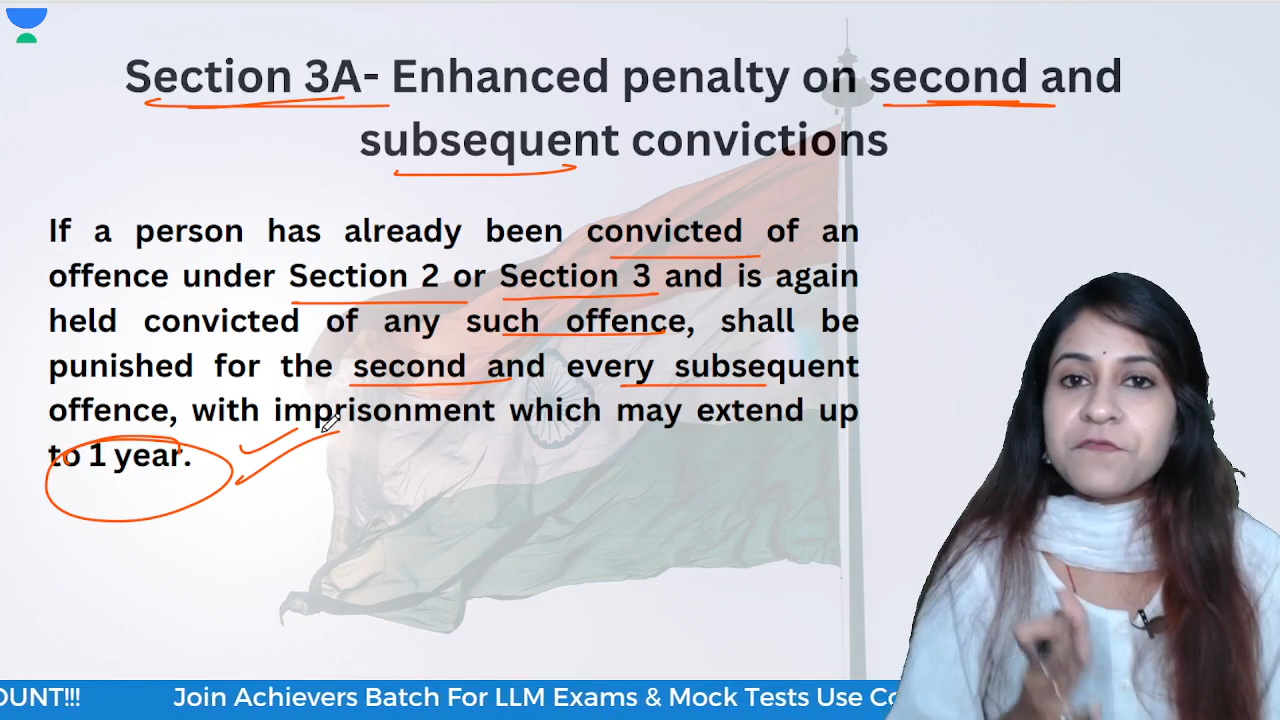 Section 3A- Enhanced penalty on second and
subsequent convictions
If a person has already been convicted of an
offence under Section 2 or Section 3 and is again
held convicted of any such offence, shall be
punished for the second and every subsequent
offence, with imprisonment which may extend up
to 1 year.
OUNT!!! Join Achievers Batch For LLM Exams & Mock Tests Use Co